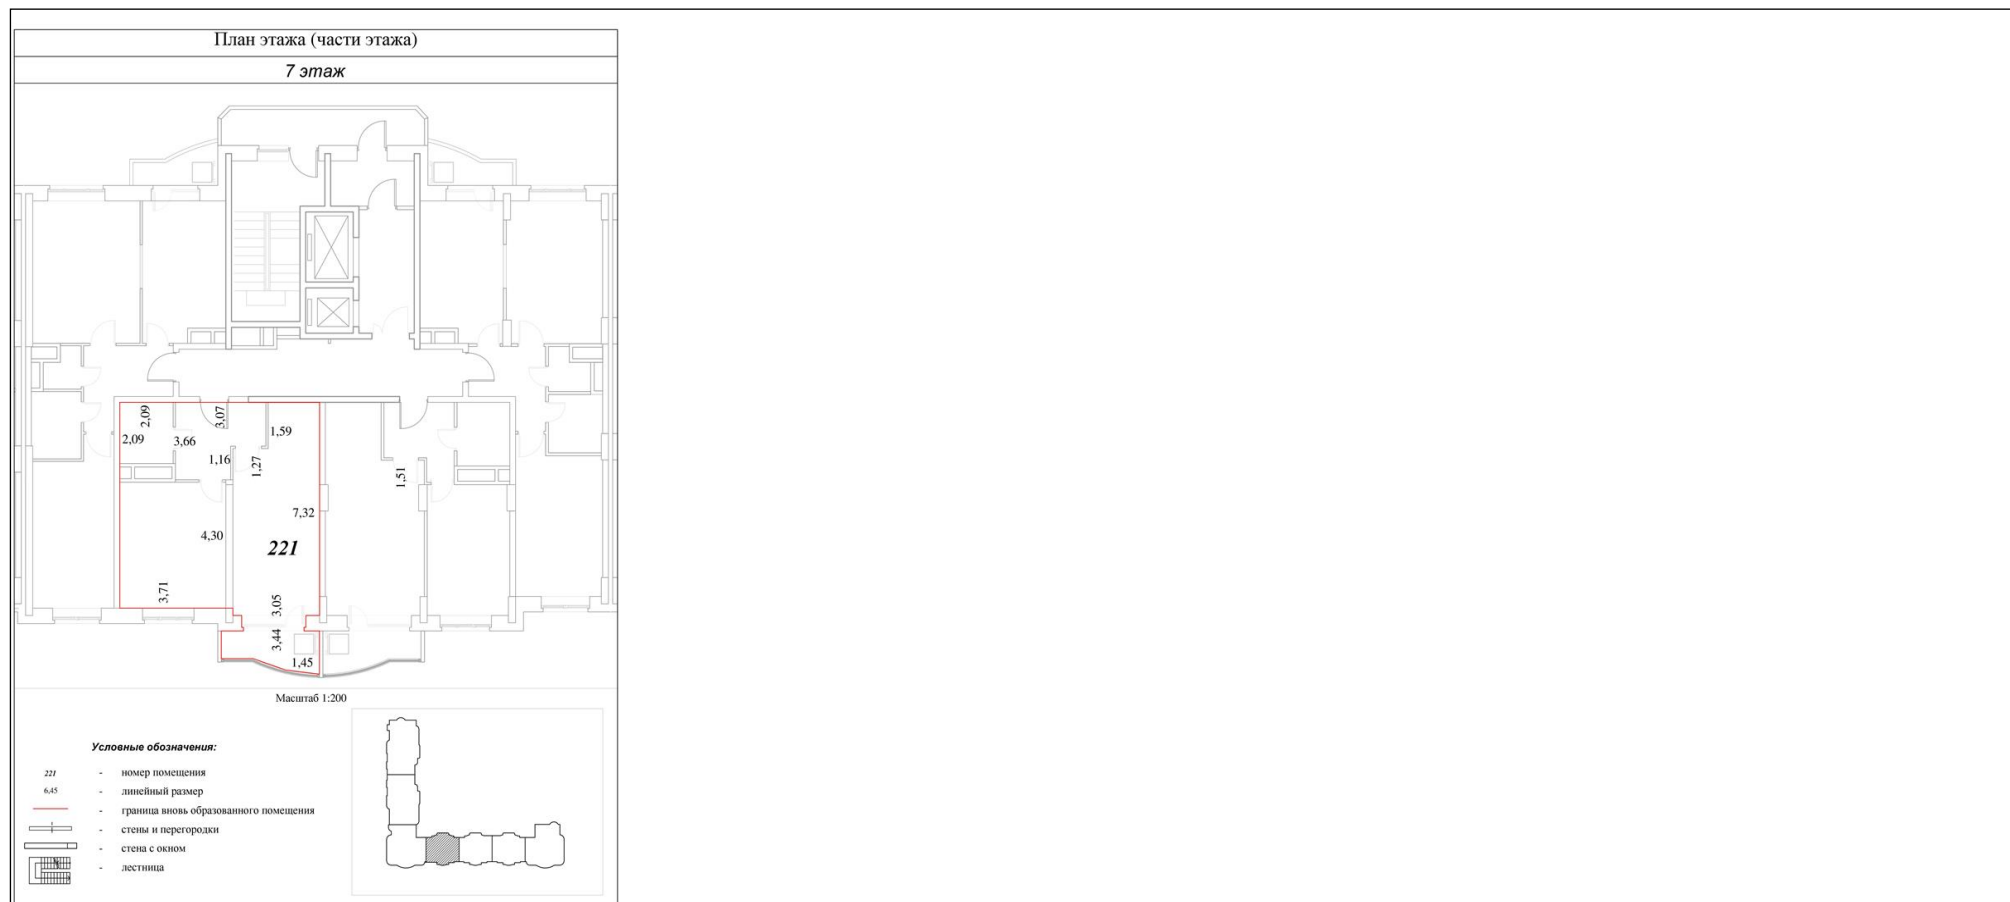 План этажа (части этажа)
7 этаж
2,09
3,07
1,59
2,09
3,66
1,16
1,27
1,51
7,32
4,30
221
3,71
3,05
3,44
1,45
Масштаб 1:200
Условные обозначения:
221 - номер помещения
6,45 - линейный размер
- граница вновь образованного помещения
- стены и перегородки
- стена с окном
- лестница